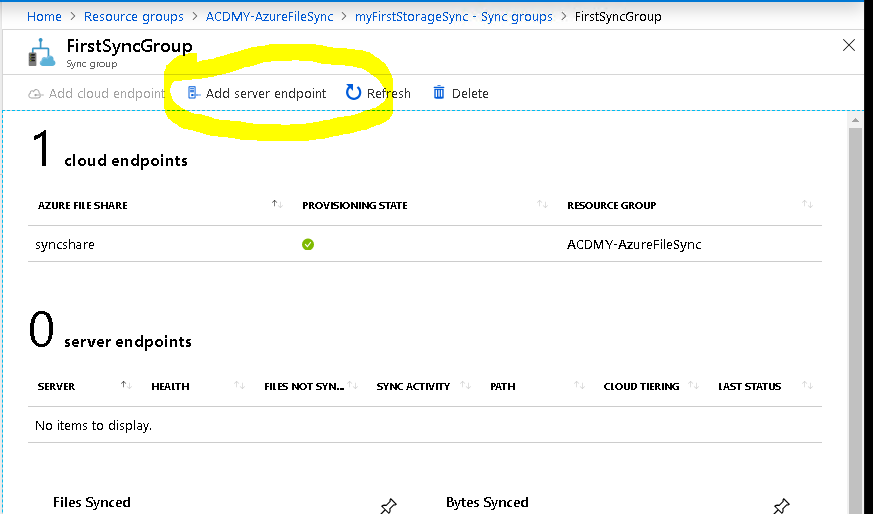 Home > Resource groups > ACDMY-AzureFileSync > myFirstStorageSync - Sync groups > FirstSyncGroup
FirstSyncGroup
Sync group
Add cloud endpoint Add server endpoint Refresh Delete
1 cloud endpoints
AZURE FILE SHARE PROVISIONING STATE RESOURCE GROUP
syncshare ACDMY-AzureFileSync
0 server endpoints
SERVER HEALTH FILES NOT SYN... SYNC ACTIVITY PATH CLOUD TIERING LAST STATUS
No items to display.
Files Synced Bytes Synced